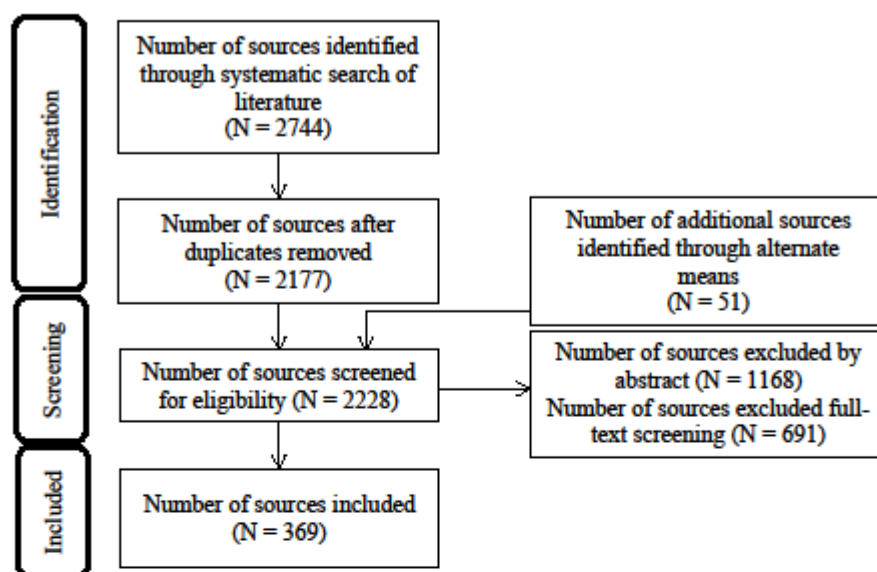 Identification
Number of sources identified
through systematic search of
literature
(N = 2744)
Number of sources after
duplicates removed
(N = 2177)
Number of additional sources
identified through alternate
means
(N = 51)
Screening
Number of sources screened
for eligibility (N = 2228)
Number of sources excluded by
abstract (N = 1168)
Number of sources excluded full-
text screening (N = 691)
Included
Number of sources included
(N = 369)